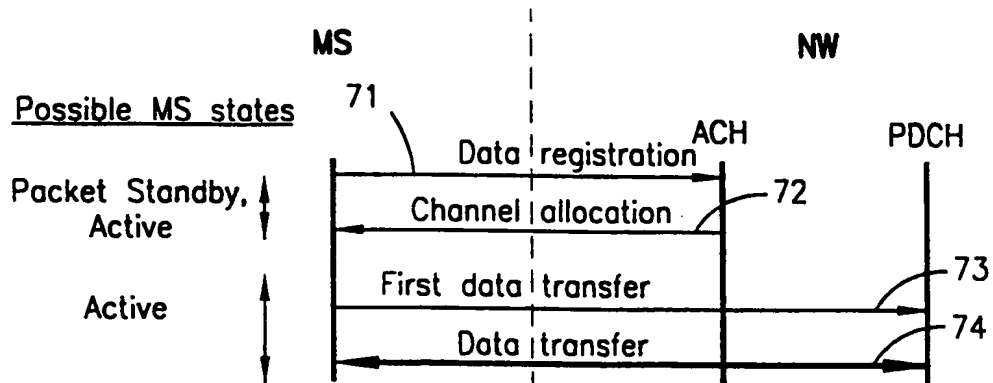 MS
NW
71
Possible MS states
ACH
PDCH
Data registration
Packet Standby,
Active
72
Channel allocation
73
First data transfer
Active
74
Data transfer